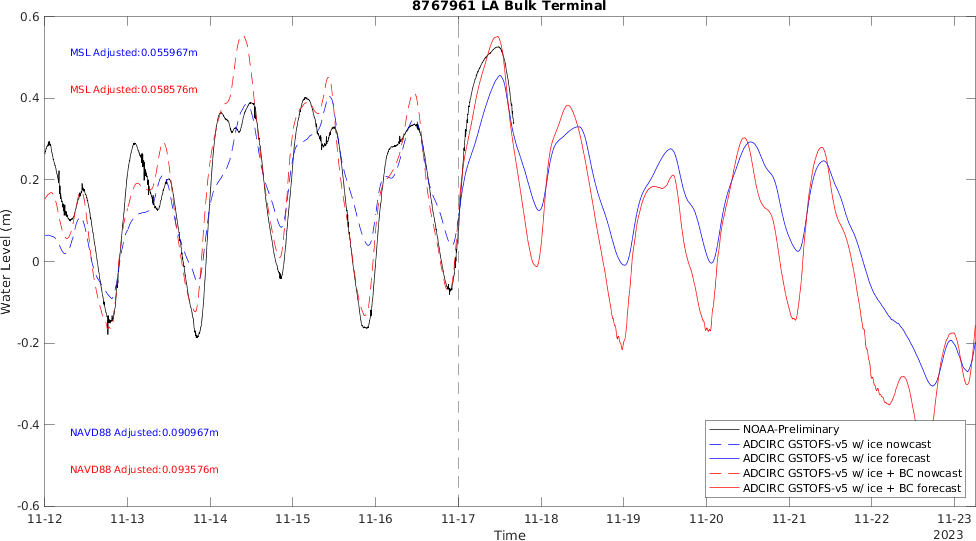 8767961 LA Bulk Terminal
0.6
0.4
0.2
0
-0.2
-0.4
-0.6
Water Level (m)
MSL Adjusted:0.055967m
MSL Adjusted:0.058576m
NAVD88 Adjusted:0.090967m
NAVD88 Adjusted:0.093576m
NOAA-Preliminary
ADCIRC GSTOFS-v5 w/ ice nowcast
ADCIRC GSTOFS-v5 w/ ice forecast
ADCIRC GSTOFS-v5 w/ ice + BC nowcast
ADCIRC GSTOFS-v5 w/ ice + BC forecast
11-12 11-13 11-14 11-15 11-16 11-17 11-18 11-19 11-20 11-21 11-22 11-23
Time
2023